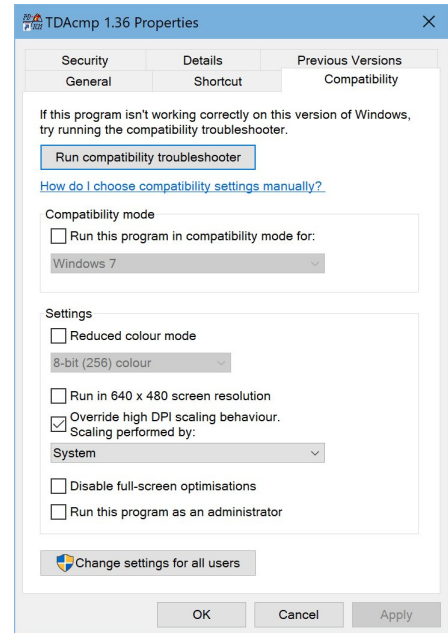 TDAcmp 1.36 Properties
Security Details Previous Versions
General Shortcut Compatibility
If this program isn't working correctly on this version of Windows,
try running the compatibility troubleshooter.
Run compatibility troubleshooter
How do I choose compatibility settings manually?
Compatibility mode
Run this program in compatibility mode for:
Windows 7
Settings
Reduced colour mode
8-bit (256) colour
Run in 640 x 480 screen resolution
Override high DPI scaling behaviour.
Scaling performed by:
System
Disable full-screen optimisations
Run this program as an administrator
Change settings for all users
OK Cancel Apply